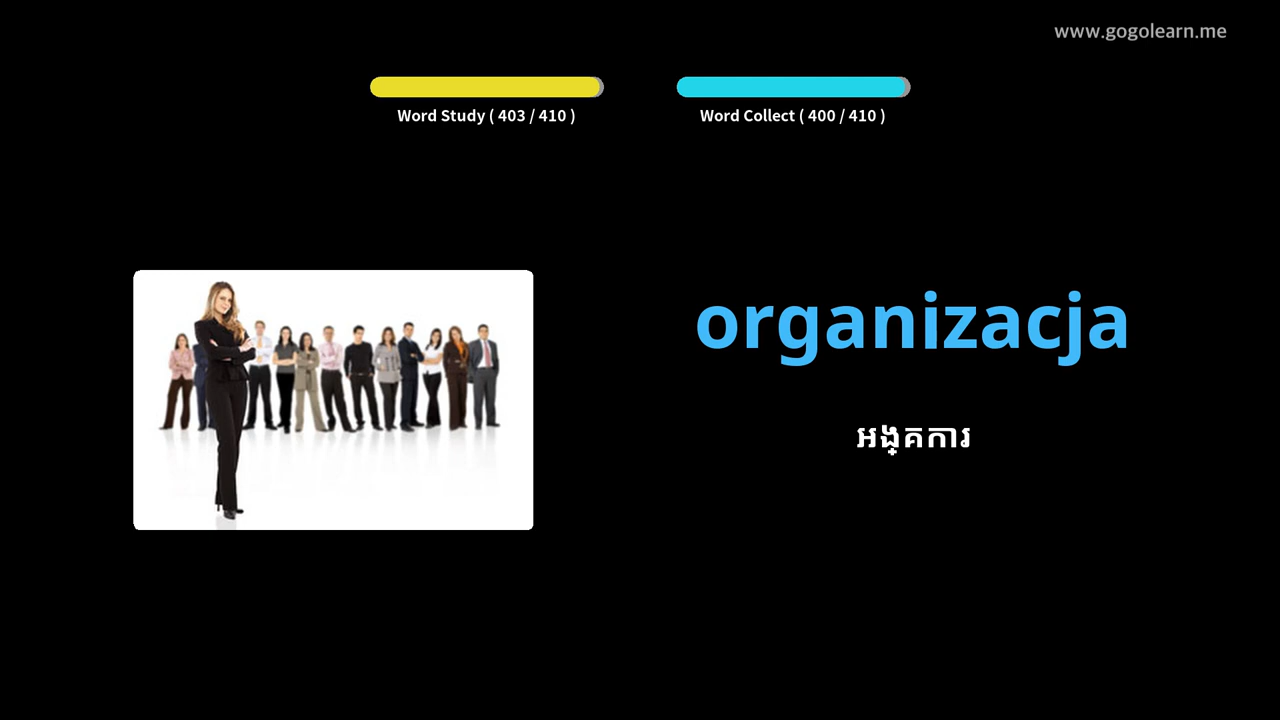 www.gogolearn.me
Word Study ( 403 / 410 )
Word Collect ( 400 / 410 )
organizacja
អង្គការ